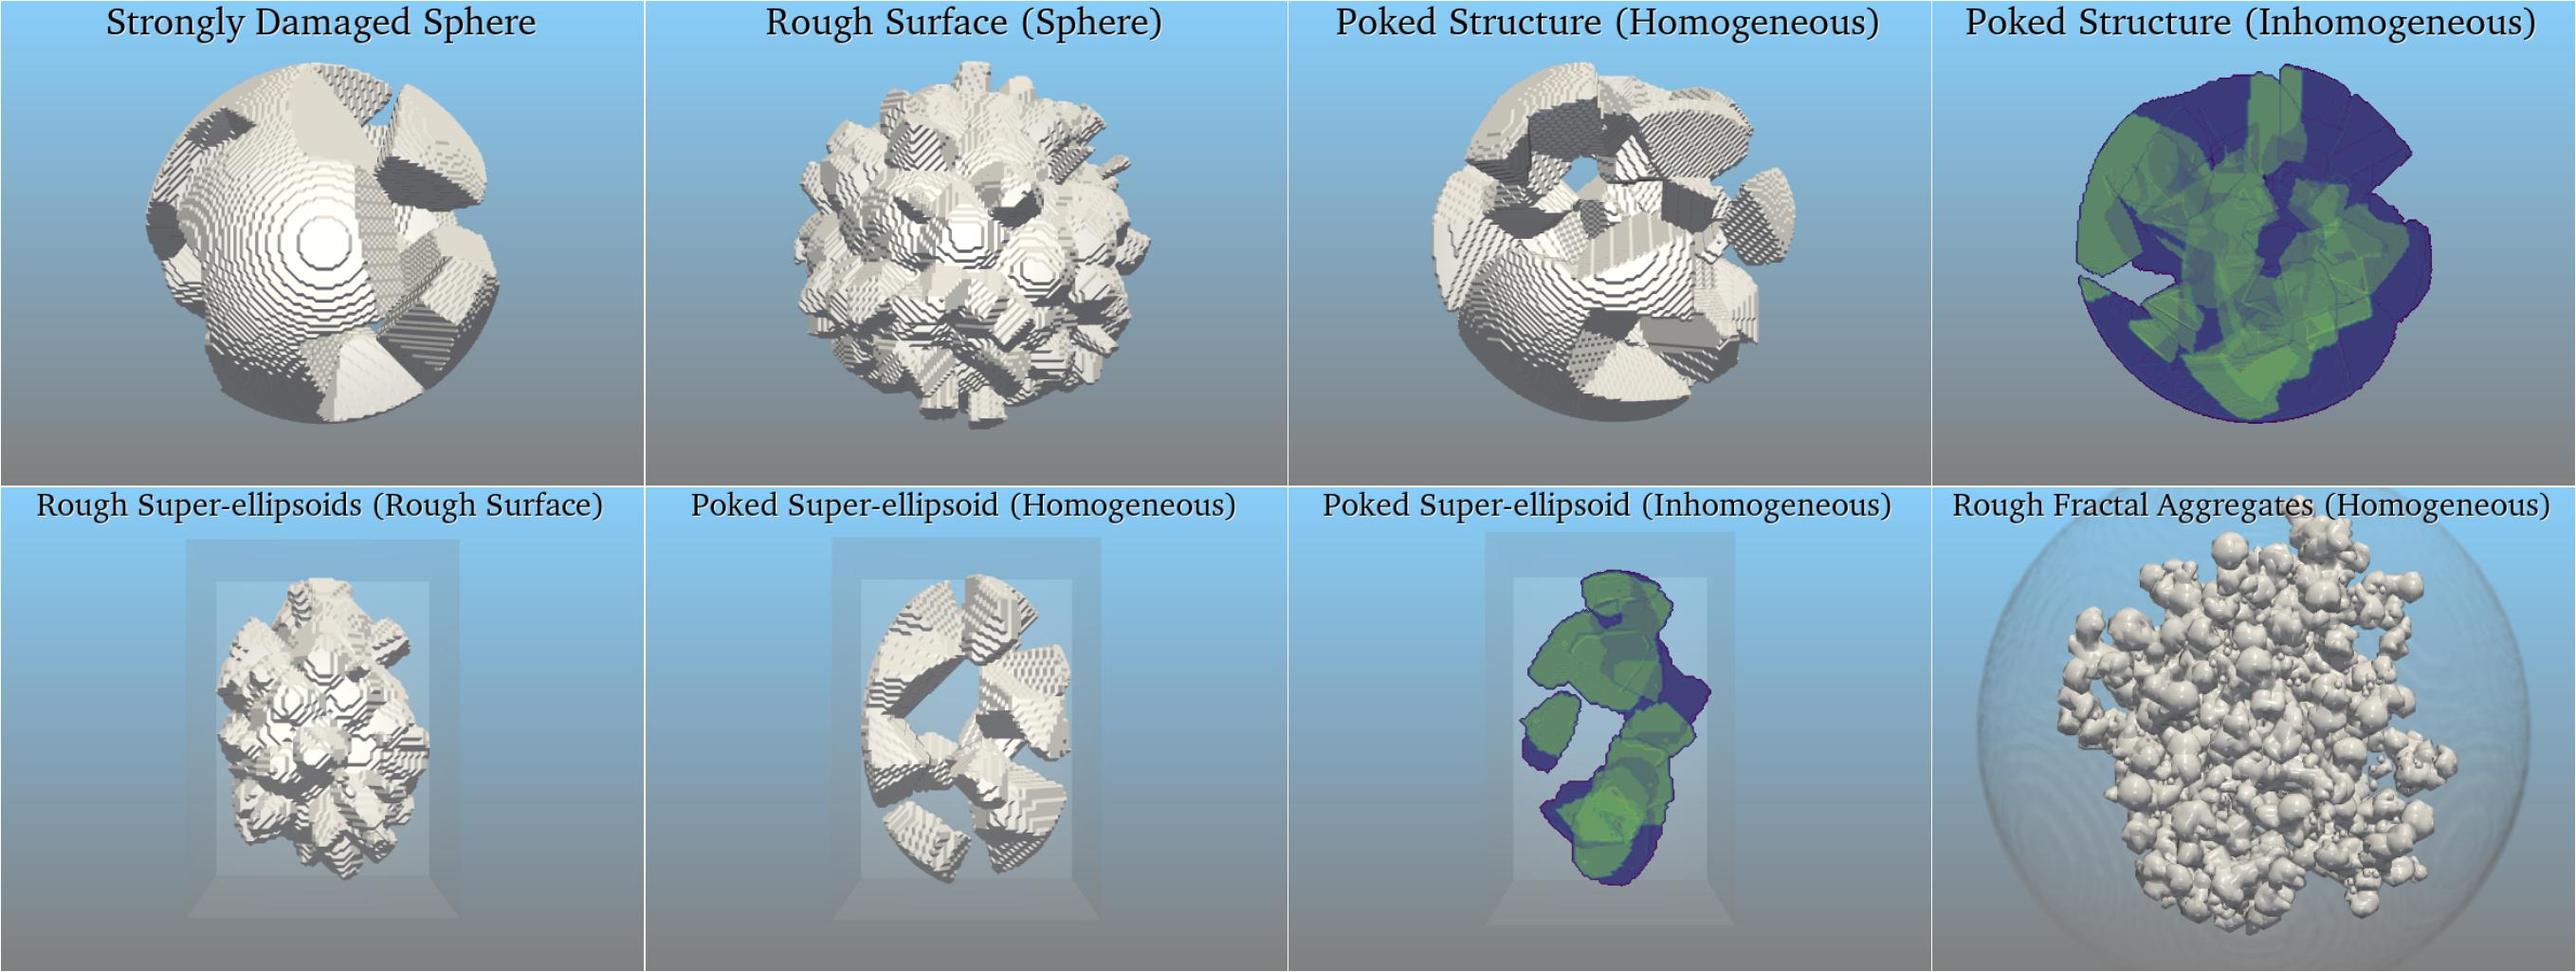 Strongly Damaged Sphere
Rough Surface (Sphere)
Poked Structure (Homogeneous)
Poked Structure (Inhomogeneous)
Rough Super-ellipsoids (Rough Surface)
Poked Super-ellipsoid (Homogeneous)
Poked Super-ellipsoid (Inhomogeneous)
Rough Fractal Aggregates (Homogeneous)